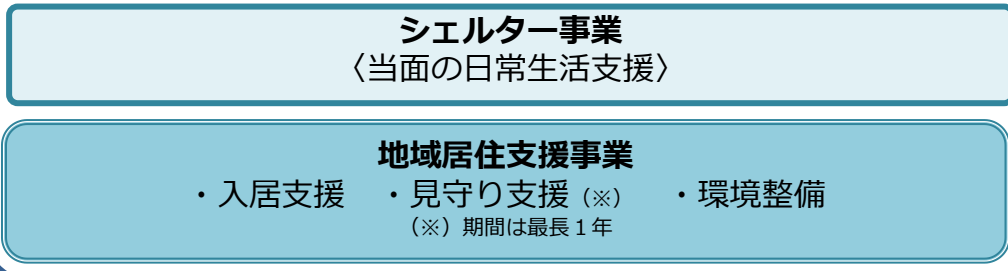 シェルター事業
〈当面の日常生活支援〉
地域居住支援事業
・入居支援　・見守り支援（※）　・環境整備
（※）期間は最長１年